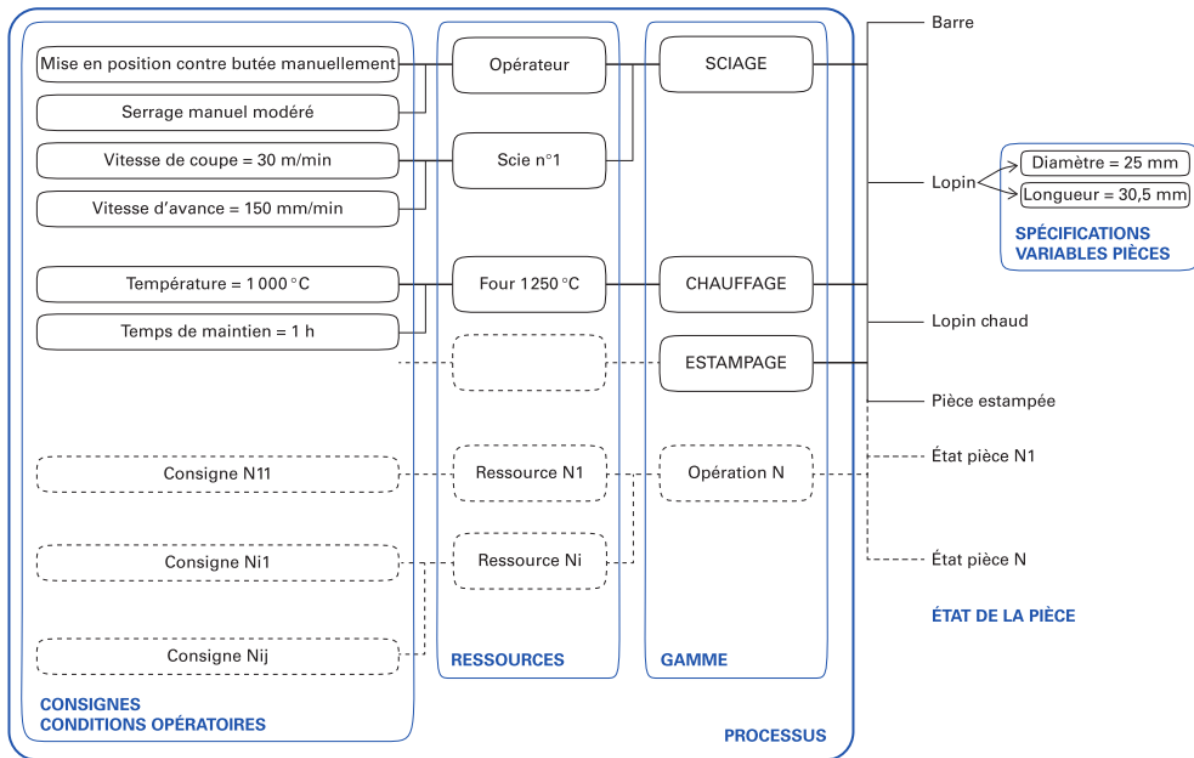 Barre
Mise en position contre butée manuellement
Opérateur
SCIAGE
Serrage manuel modéré
Vitesse de coupe = 30 m/min
Scie n°1
Vitesse d’avance = 150 mm/min
Lopin
Diamètre = 25 mm
Longueur = 30,5 mm
SPÉCIFICATIONS
VARIABLES PIÈCES
Température = 1 000 °C
Four 1 250 °C
CHAUFFAGE
Temps de maintien = 1 h
Lopin chaud
ESTAMPAGE
Pièce estampée
Consigne N11
Ressource N1
Opération N
État pièce N1
Consigne Ni1
Ressource Ni
État pièce N
Consigne Nij
ÉTAT DE LA PIÈCE
RESSOURCES
GAMME
CONSIGNES
CONDITIONS OPÉRATOIRES
PROCESSUS